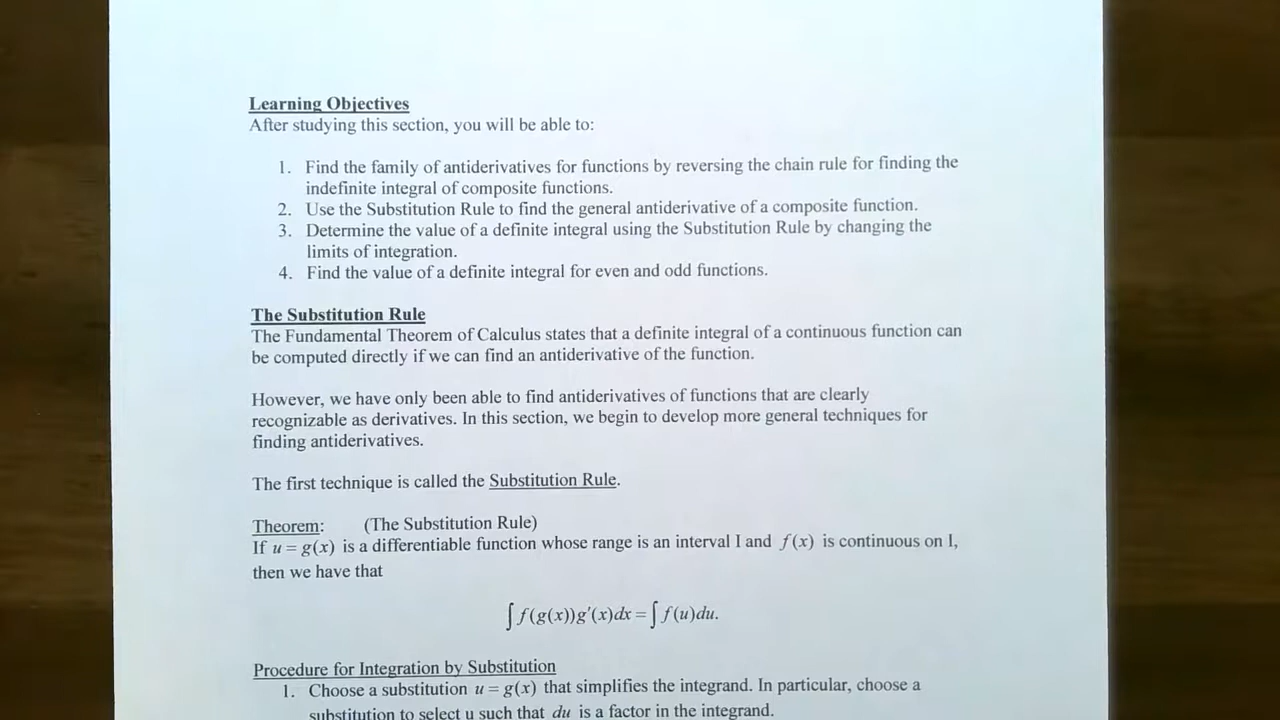 Learning Objectives
After studying this section, you will be able to:
1. Find the family of antiderivatives for functions by reversing the chain rule for finding the
indefinite integral of composite functions.
2. Use the Substitution Rule to find the general antiderivative of a composite function.
3. Determine the value of a definite integral using the Substitution Rule by changing the
limits of integration.
4. Find the value of a definite integral for even and odd functions.
The Substitution Rule
The Fundamental Theorem of Calculus states that a definite integral of a continuous function can
be computed directly if we can find an antiderivative of the function.
However, we have only been able to find antiderivatives of functions that are clearly
recognizable as derivatives. In this section, we begin to develop more general techniques for
finding antiderivatives.
The first technique is called the Substitution Rule.
Theorem: (The Substitution Rule)
If u = g(x) is a differentiable function whose range is an interval I and f(x) is continuous on I,
then we have that
∫ f(g(x))g'(x)dx = ∫ f(u)du.
Procedure for Integration by Substitution
1. Choose a substitution u = g(x) that simplifies the integrand. In particular, choose a
substitution to select u such that du is a factor in the integrand.